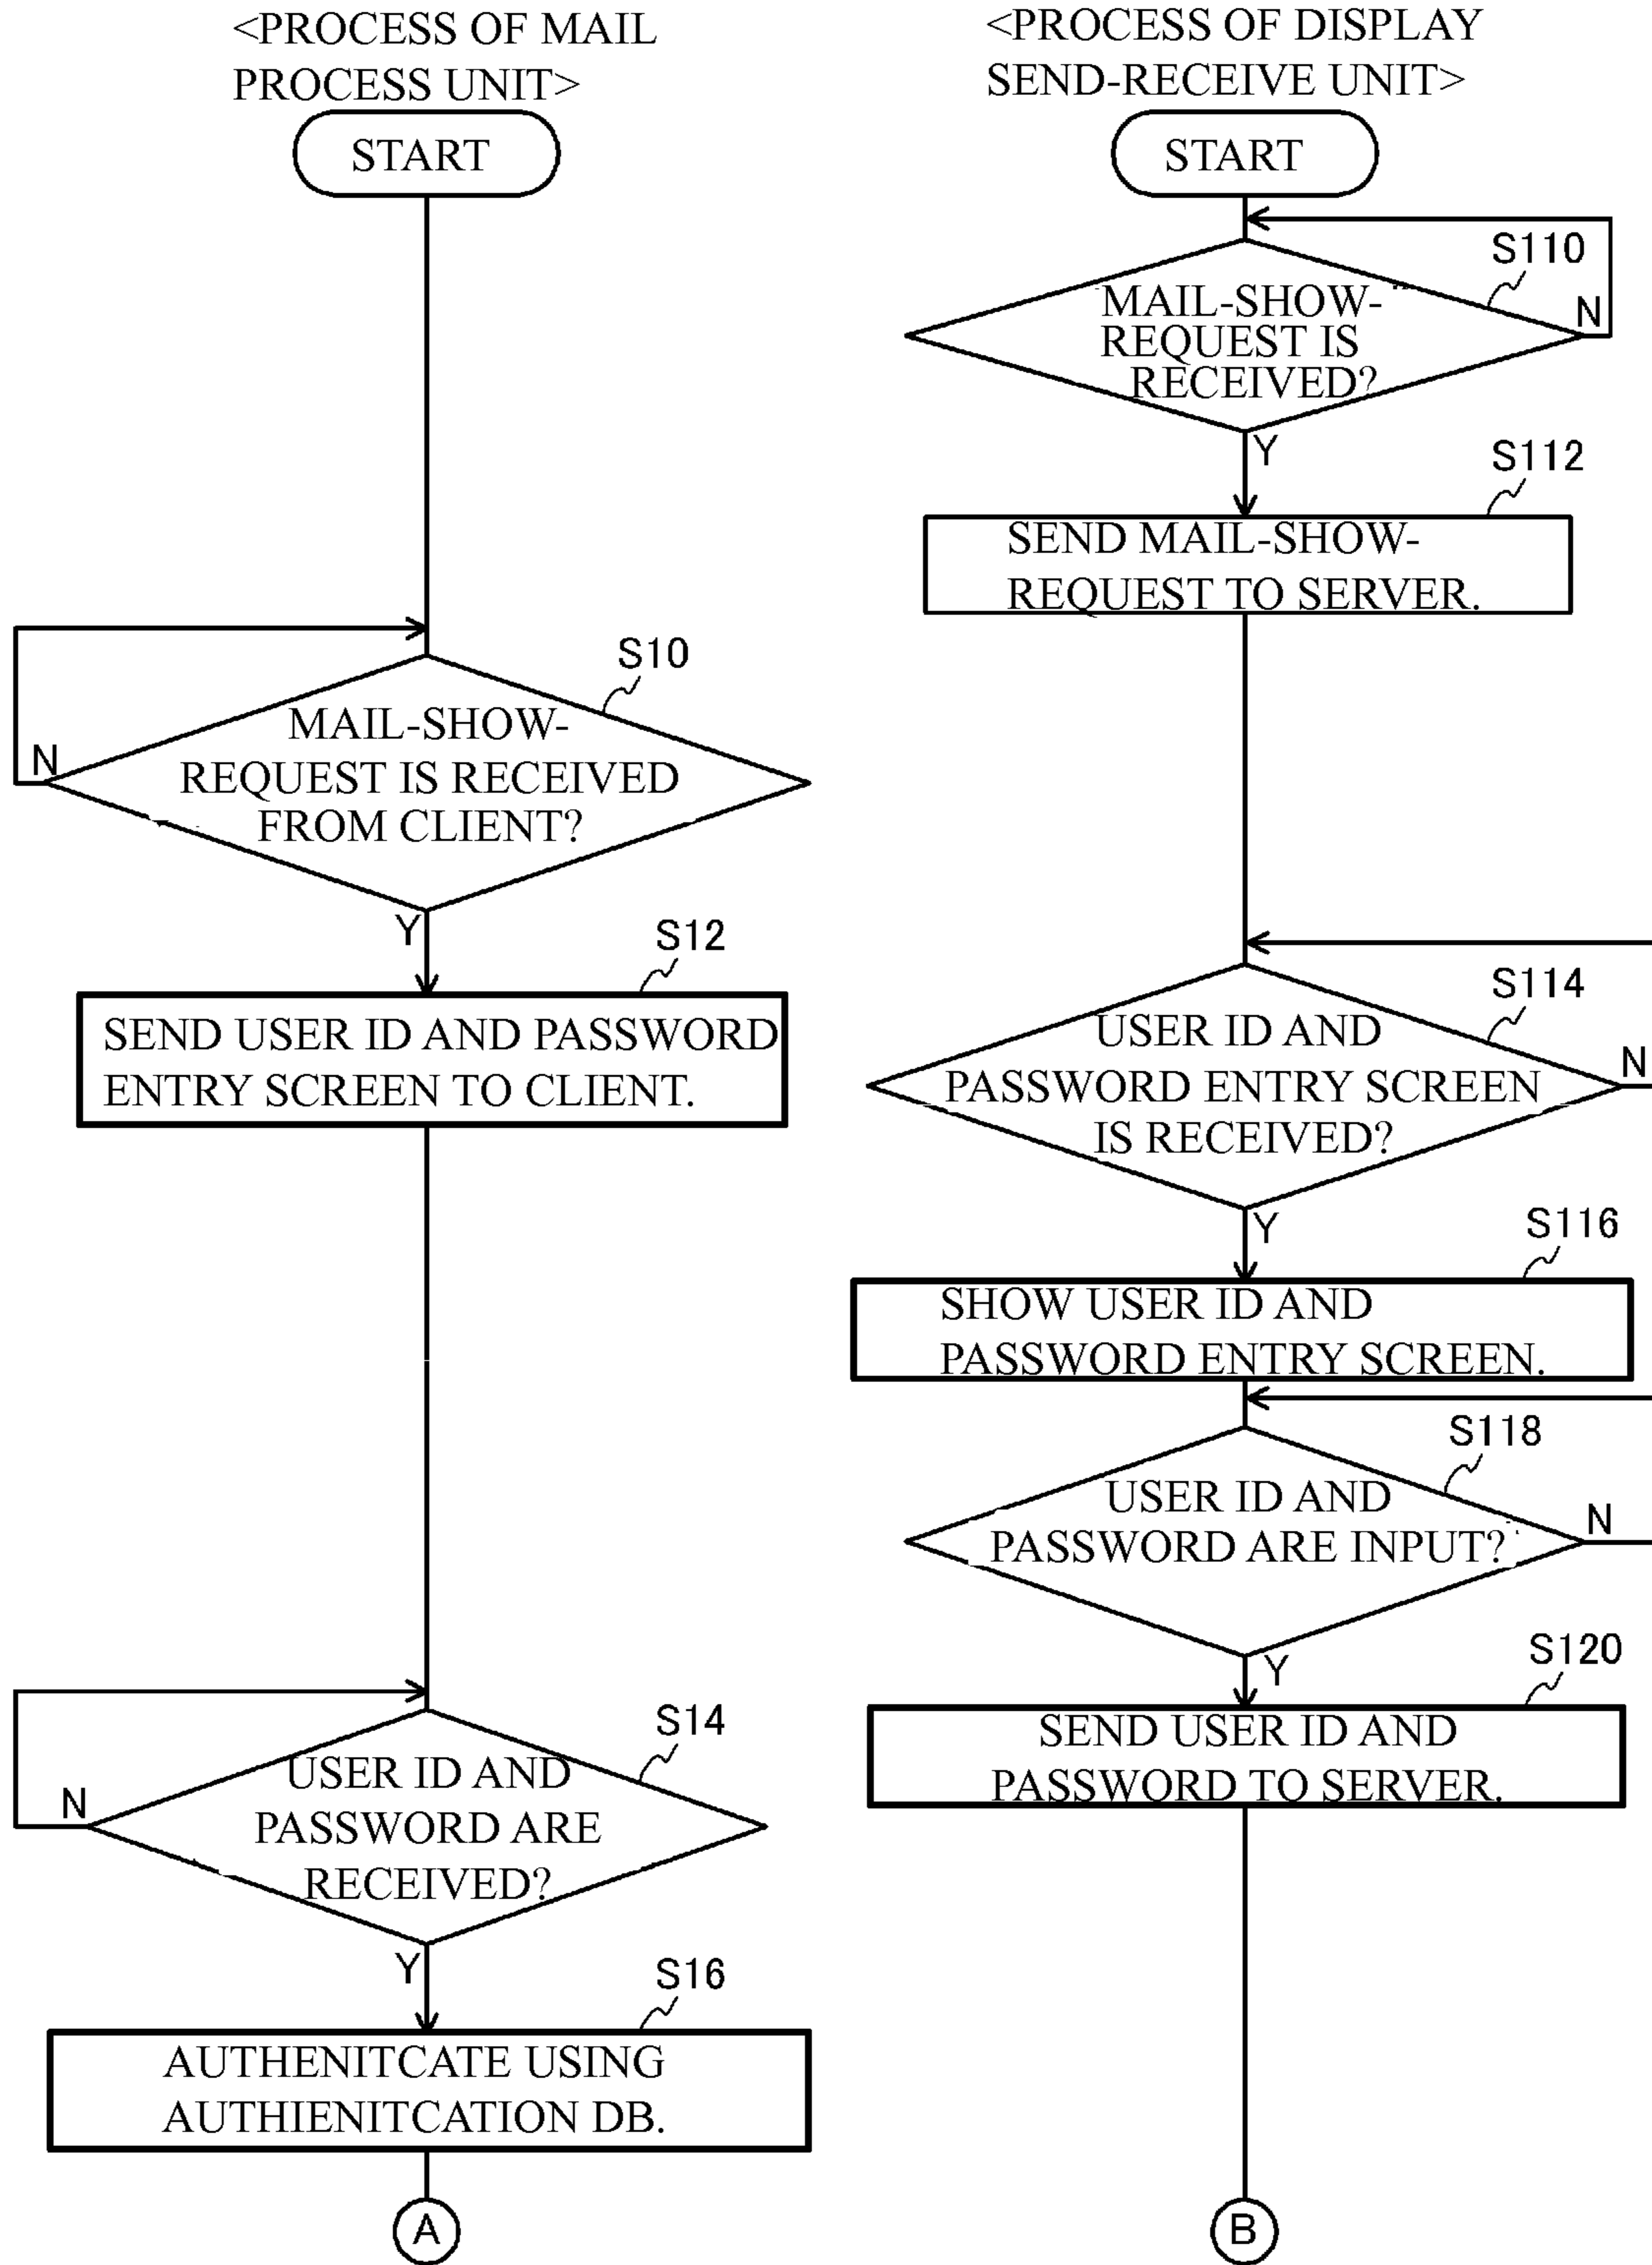 <PROCESS OF MAIL
PROCESS UNIT>
START
S10
MAIL-SHOW-
REQUEST IS RECEIVED
FROM CLIENT?
N
Y
S12
SEND USER ID AND PASSWORD
ENTRY SCREEN TO CLIENT.
S14
USER ID AND
PASSWORD ARE
RECEIVED?
N
Y
S16
AUTHENITCATE USING
AUTHIENITCATION DB.
A
<PROCESS OF DISPLAY
SEND-RECEIVE UNIT>
START
S110
MAIL-SHOW-
REQUEST IS
RECEIVED?
N
Y
S112
SEND MAIL-SHOW-
REQUEST TO SERVER.
S114
USER ID AND
PASSWORD ENTRY SCREEN
IS RECEIVED?
N
Y
S116
SHOW USER ID AND
PASSWORD ENTRY SCREEN.
S118
USER ID AND
PASSWORD ARE INPUT?
N
Y
S120
SEND USER ID AND
PASSWORD TO SERVER.
B